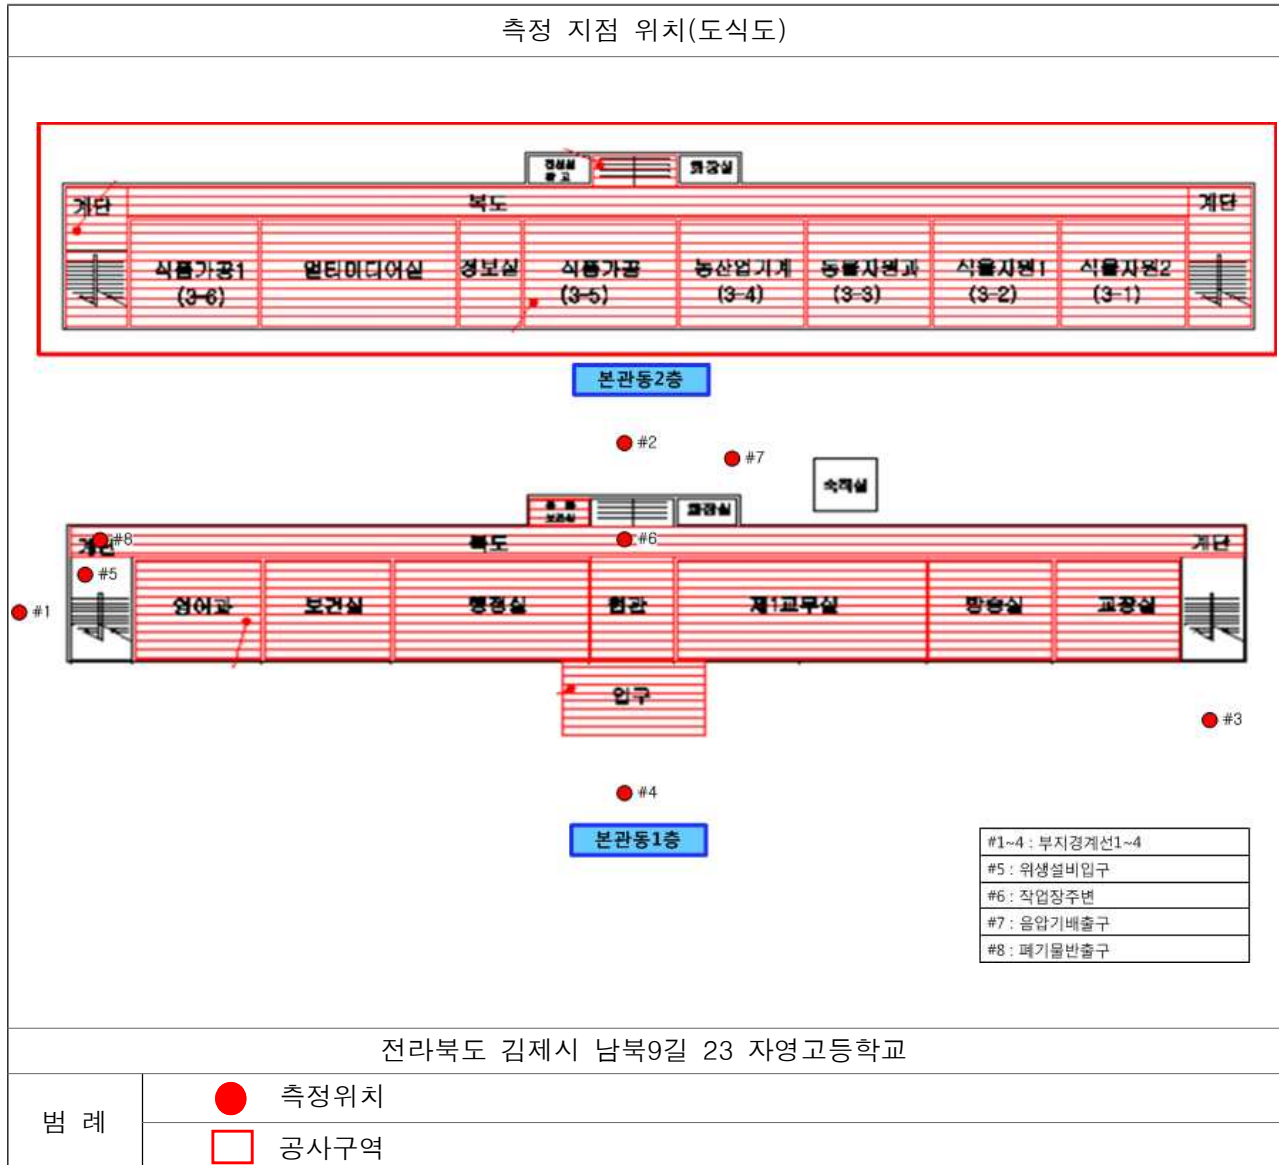 측정 지점 위치(도식도)
화장실
계단 복도 계단
식품가공1 멀티미디어실 정보실 식품가공 농산업기계 동물자원과 식물자원1 식물자원2
(3-6) (3-5) (3-4) (3-3) (3-2) (3-1)
본관동2층
#2
#7
숙직실
화장실
계단 #8 복도 #6 계단
#5
#1 영어과 보건실 행정실 현관 제1교무실 방송실 교장실
입구
#3
#4
본관동1층
#1~4 : 부지경계선1~4
#5 : 위생설비입구
#6 : 작업장주변
#7 : 음압기배출구
#8 : 폐기물반출구
전라북도 김제시 남북9길 23 자영고등학교
범 례
측정위치
공사구역